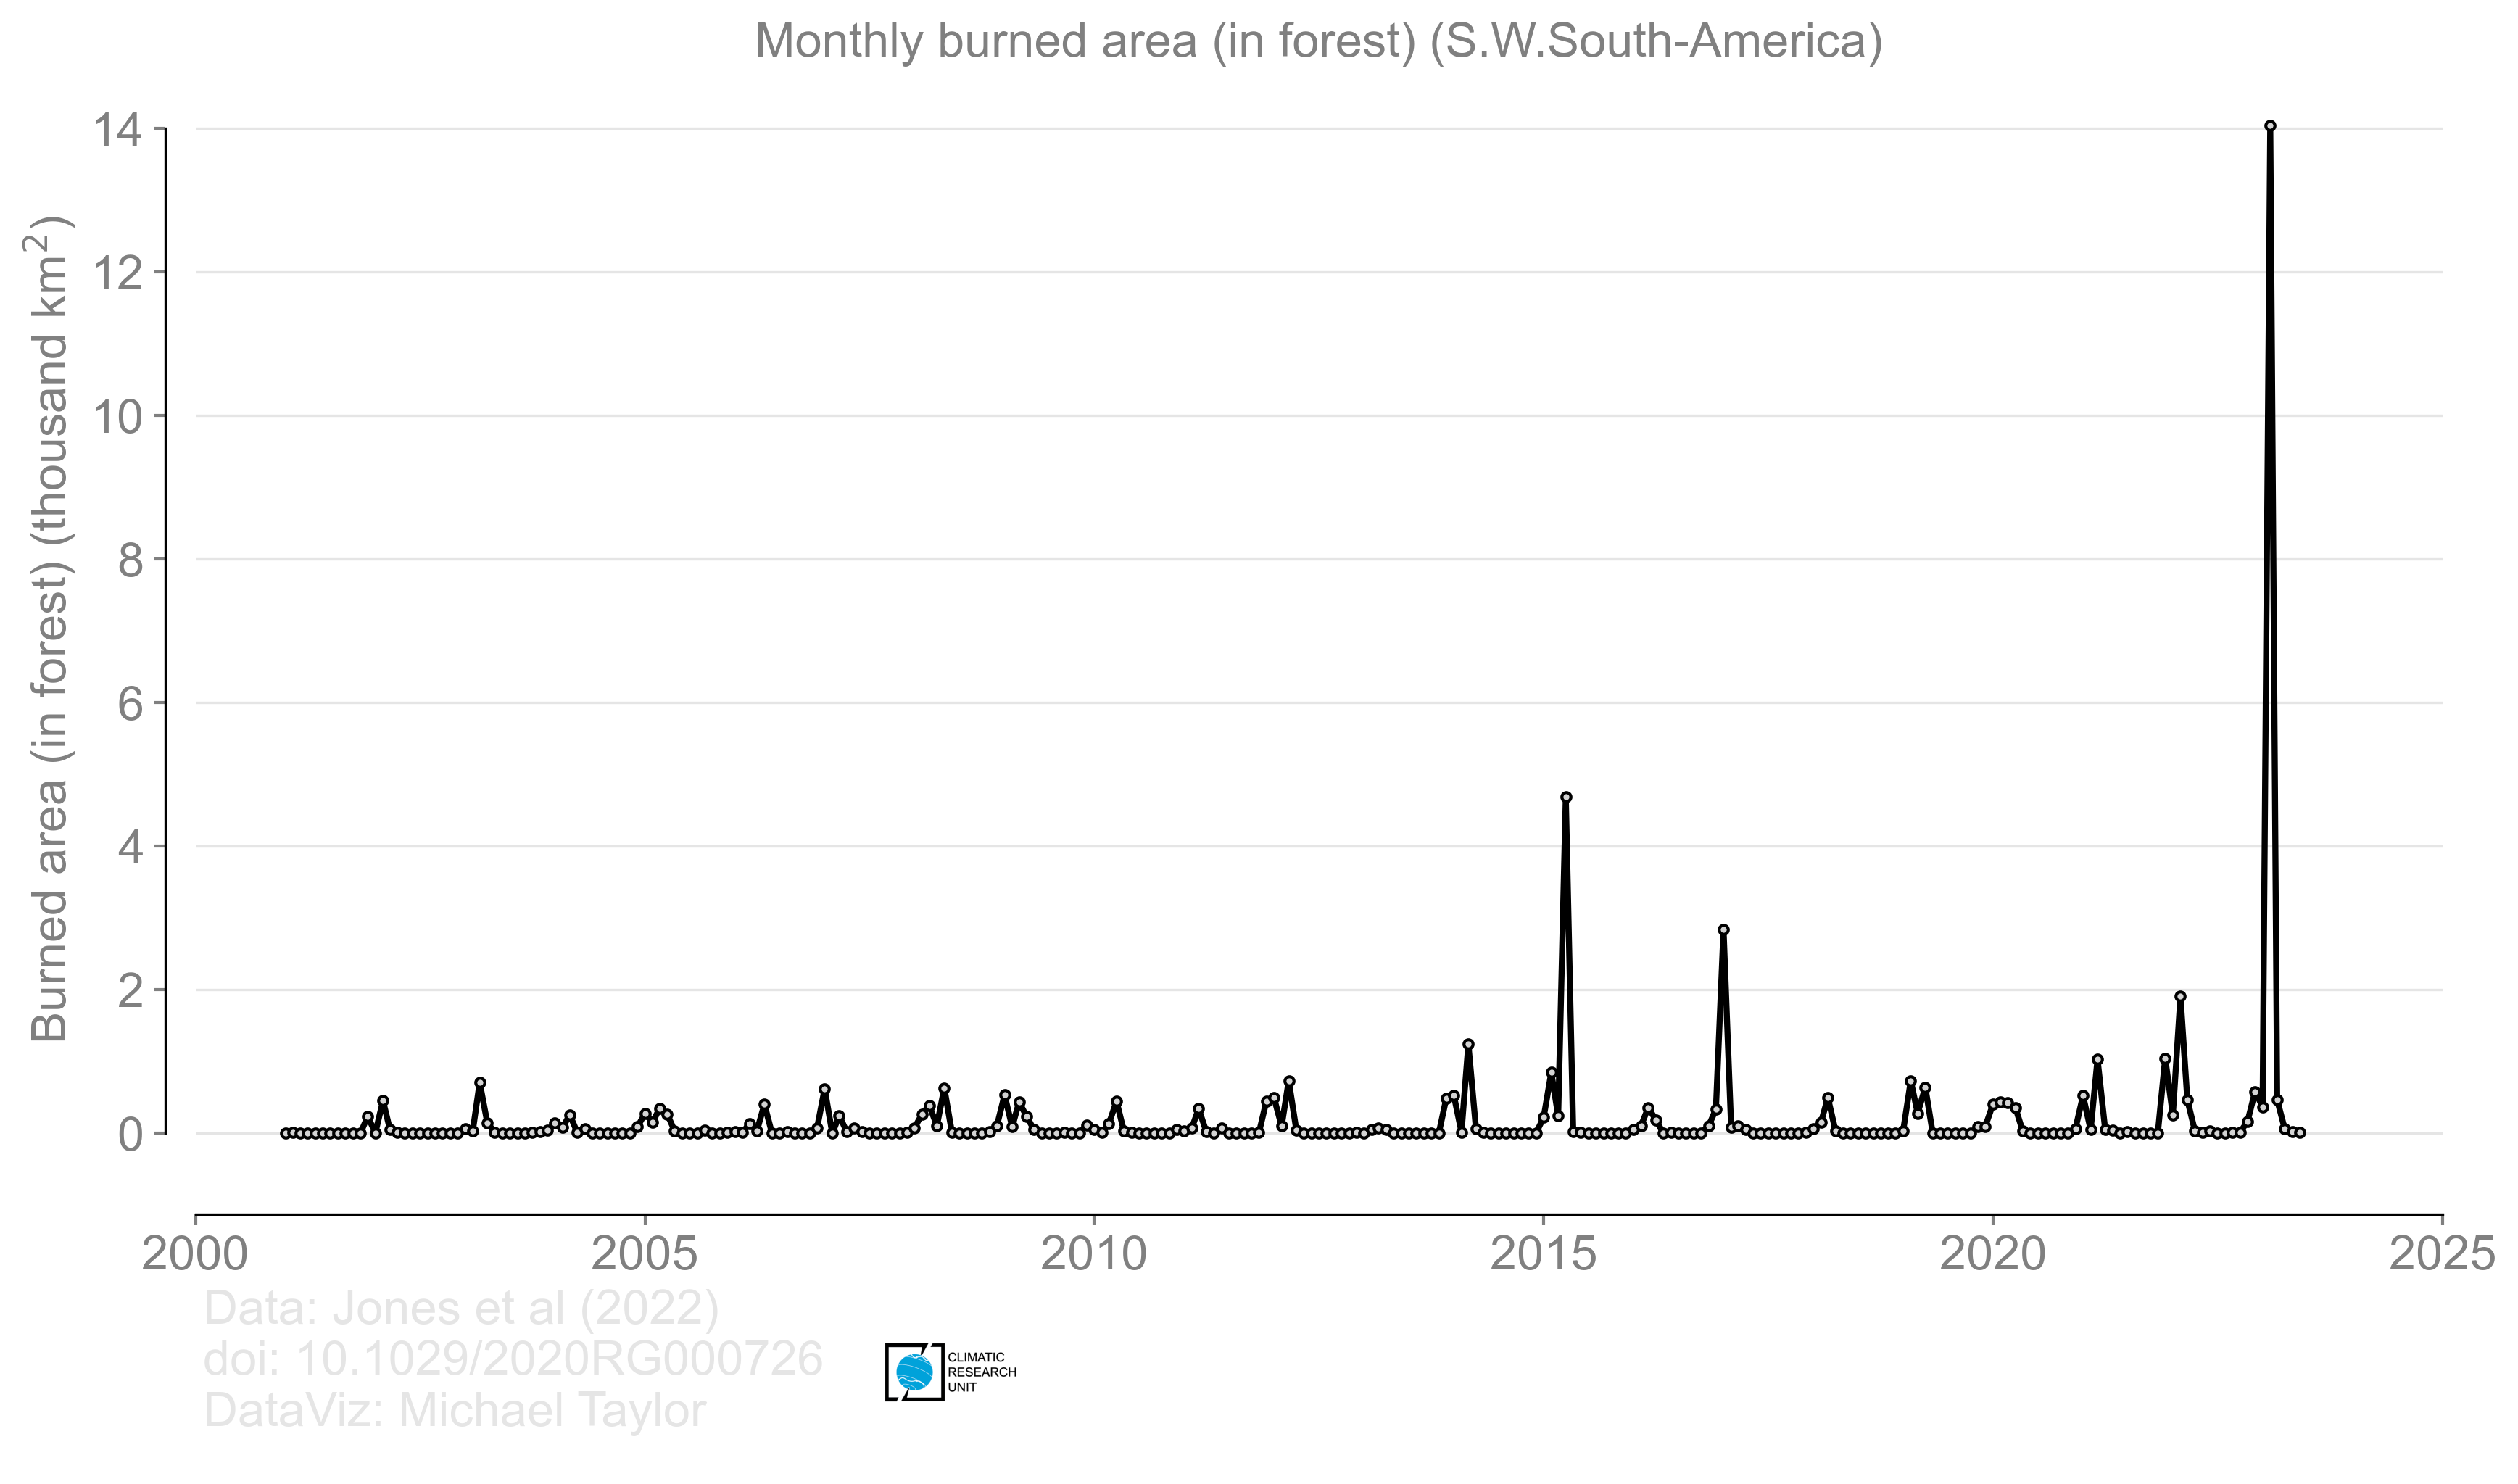 Monthly burned area (in forest) (S.W.South-America)
Burned area (in forest) (thousand km²)
14
12
10
8
6
4
2
0
2000 2005 2010 2015 2020 2025
Data: Jones et al (2022)
doi: 10.1029/2020RG000726
DataViz: Michael Taylor
CLIMATIC
RESEARCH
UNIT